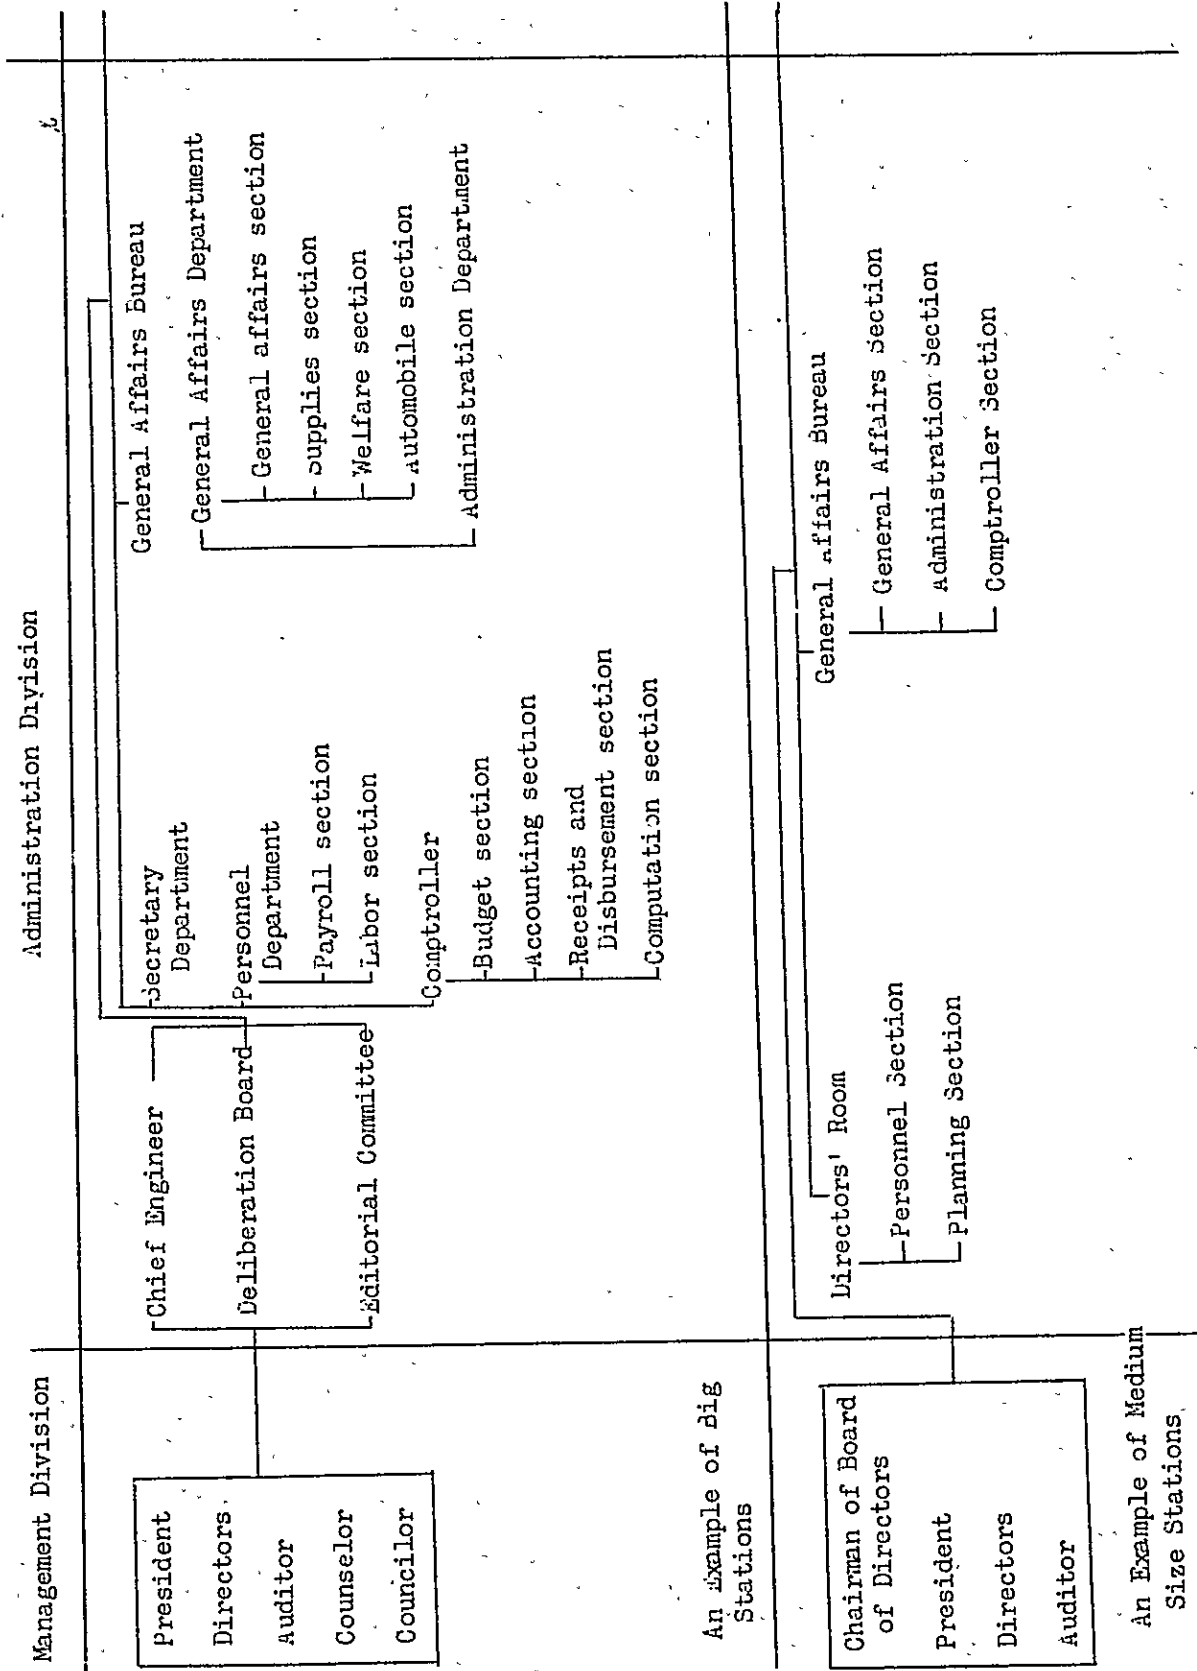 Management Division
Administration Division
President
Directors.
Auditor
Counselor
Councilor
Chief Engineer
Deliberation Board
Editorial Committee
Secretary
Department
Personnel
Department
Payroll section
Labor section
Comptroller
Budget section
Accounting section
Receipts and
Disbursement section
Computation section
General Affairs Bureau
General Affairs Department
General affairs section
Supplies section
Welfare section
Automobile section
Administration Department
An Example of Big
Stations
Chairman of Board
of Directors
President
Directors
Auditor
Directors' Room
Personnel Section
Planning Section
General Affairs Bureau
General Affairs Section
Administration Section
Comptroller Section
An Example of Medium
Size Stations